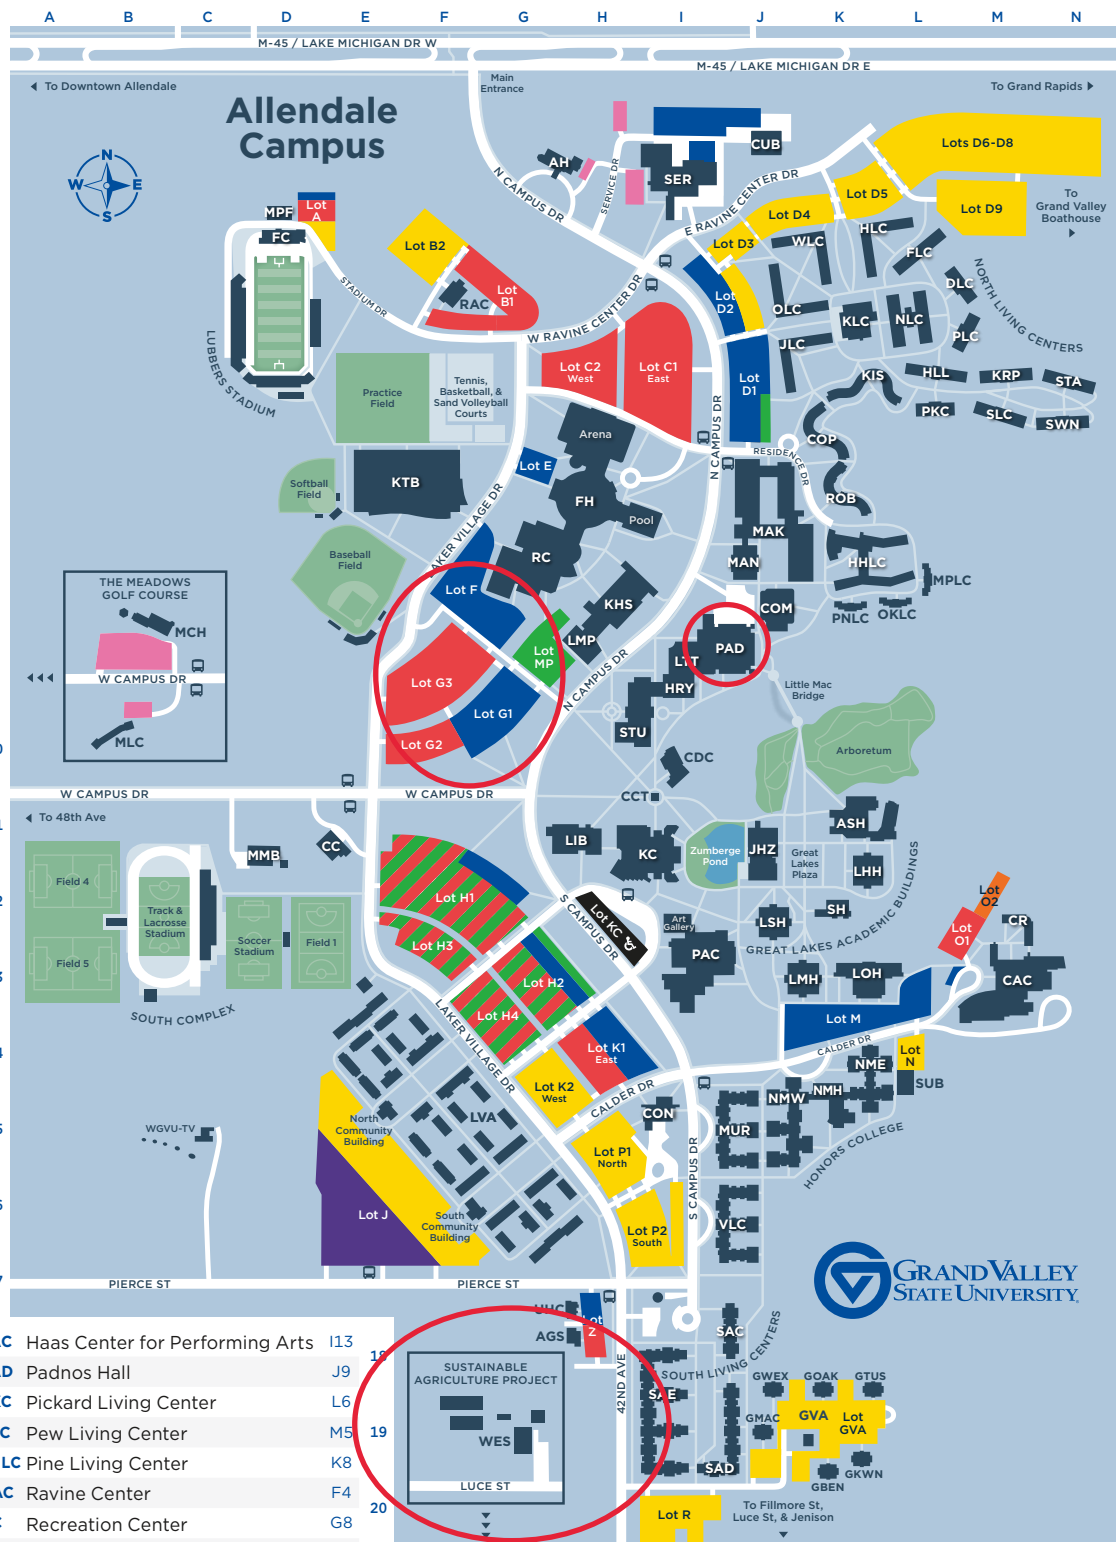 A B C D E F G H I J K L M N
M-45 / LAKE MICHIGAN DR W
M-45 / LAKE MICHIGAN DR E
To Downtown Allendale
Main
Entrance
To Grand Rapids
Allendale
Campus
N
W E
S
CUB
AH
SER
SERVICE DR
N CAMPUS DR
E RAVINE CENTER DR
Lots D6-D8
Lot D5
Lot D4
Lot D9
Lot D3
To
Grand Valley
Boathouse
MPF
Lot
A
FC
Lot B2
Lot
B1
RAC
STADIUM DR
LUBBERS STADIUM
W RAVINE CENTER DR
WLC
HLC
FLC
DLC
NORTH LIVING CENTERS
Lot
D2
OLC
KLC
NLC
PLC
JLC
Lot C2
West
Lot C1
East
Lot
D1
KIS
HLL
KRP
STA
PKC
SLC
SWN
Practice
Field
Tennis,
Basketball, &
Sand Volleyball
Courts
N CAMPUS DR
Arena
COP
RESIDENCE DR
Lot E
KTB
Softball
Field
FH
Pool
ROB
MAK
LAKER VILLAGE DR
Baseball
Field
RC
MAN
HHLC
MPLC
THE MEADOWS
GOLF COURSE
Lot F
KHS
COM
PNLC
OKLC
MCH
Lot
MP
LMP
PAD
LTT
W CAMPUS DR
Lot G3
N CAMPUS DR
HRY
Little Mac
Bridge
Lot G1
STU
MLC
Lot G2
CDC
Arboretum
W CAMPUS DR
W CAMPUS DR
CCT
To 48th Ave
ASH
LIB
KC
Zumberge
Pond
JHZ
Great
Lakes
Plaza
LHH
CC
MMB
Field 4
Lot H1
S CAMPUS DR
Lot KC
Lot
O2
Track &
Lacrosse
Stadium
Art
Gallery
LSH
SH
GREAT LAKES ACADEMIC BUILDINGS
Lot
O1
CR
Soccer
Stadium
Field 1
Lot H3
PAC
Field 5
LMH
LOH
CAC
Lot H2
SOUTH COMPLEX
LAKER VILLAGE DR
Lot H4
Lot M
CALDER DR
Lot K1
East
NME
Lot
N
Lot K2
West
CALDER DR
SUB
NMW
NMH
CON
North
Community
Building
LVA
WGVU-TV
MUR
HONORS COLLEGE
Lot P1
North
S CAMPUS DR
Lot J
South
Community
Building
Lot P2
South
VLC
GRAND VALLEY
STATE UNIVERSITY
PIERCE ST
PIERCE ST
UHC
Lot
Z
AGS
SAC
SOUTH LIVING CENTERS
Haas Center for Performing Arts I13
Padnos Hall J9
Pickard Living Center L6
Pew Living Center M5
Pine Living Center K8
Ravine Center F4
Recreation Center G8
18
19
20
SUSTAINABLE
AGRICULTURE PROJECT
WES
LUCE ST
42ND AVE
SAE
SAD
GWEX
GOAK
GTUS
GMAC
GVA
Lot
GVA
GKWN
GBEN
Lot R
To Fillmore St,
Luce St, & Jenison